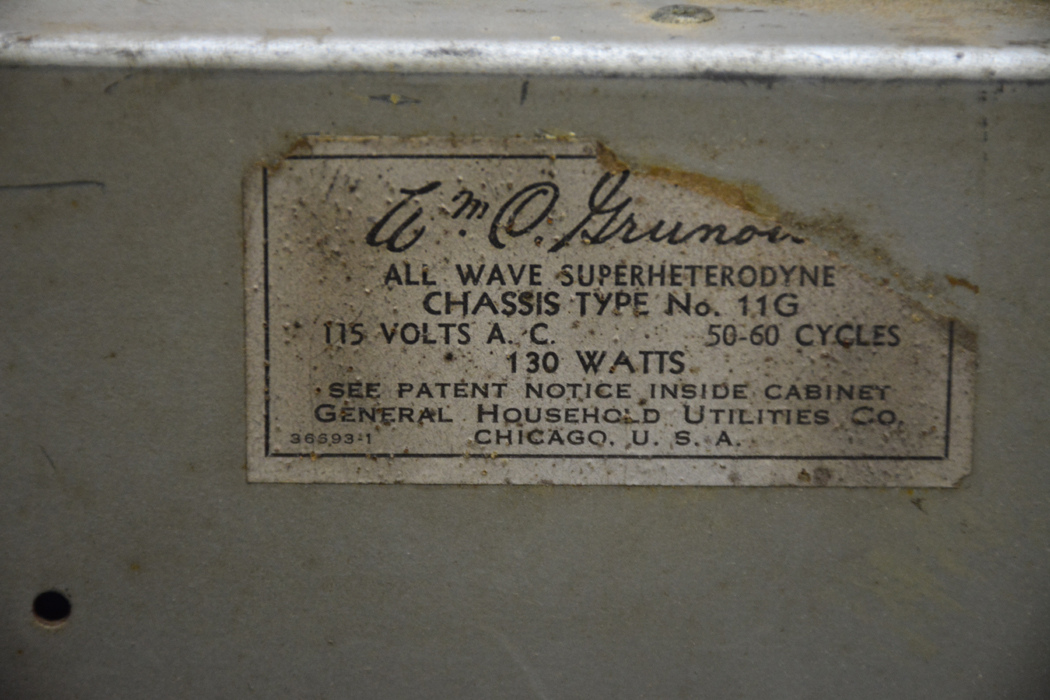 Wm. O. Grunow
ALL WAVE SUPERHETERODYNE
CHASSIS TYPE No. 11G
115 VOLTS A. C. 50-60 CYCLES
130 WATTS
SEE PATENT NOTICE INSIDE CABINET
GENERAL HOUSEHOLD UTILITIES CO.
36693-1 CHICAGO, U. S. A.